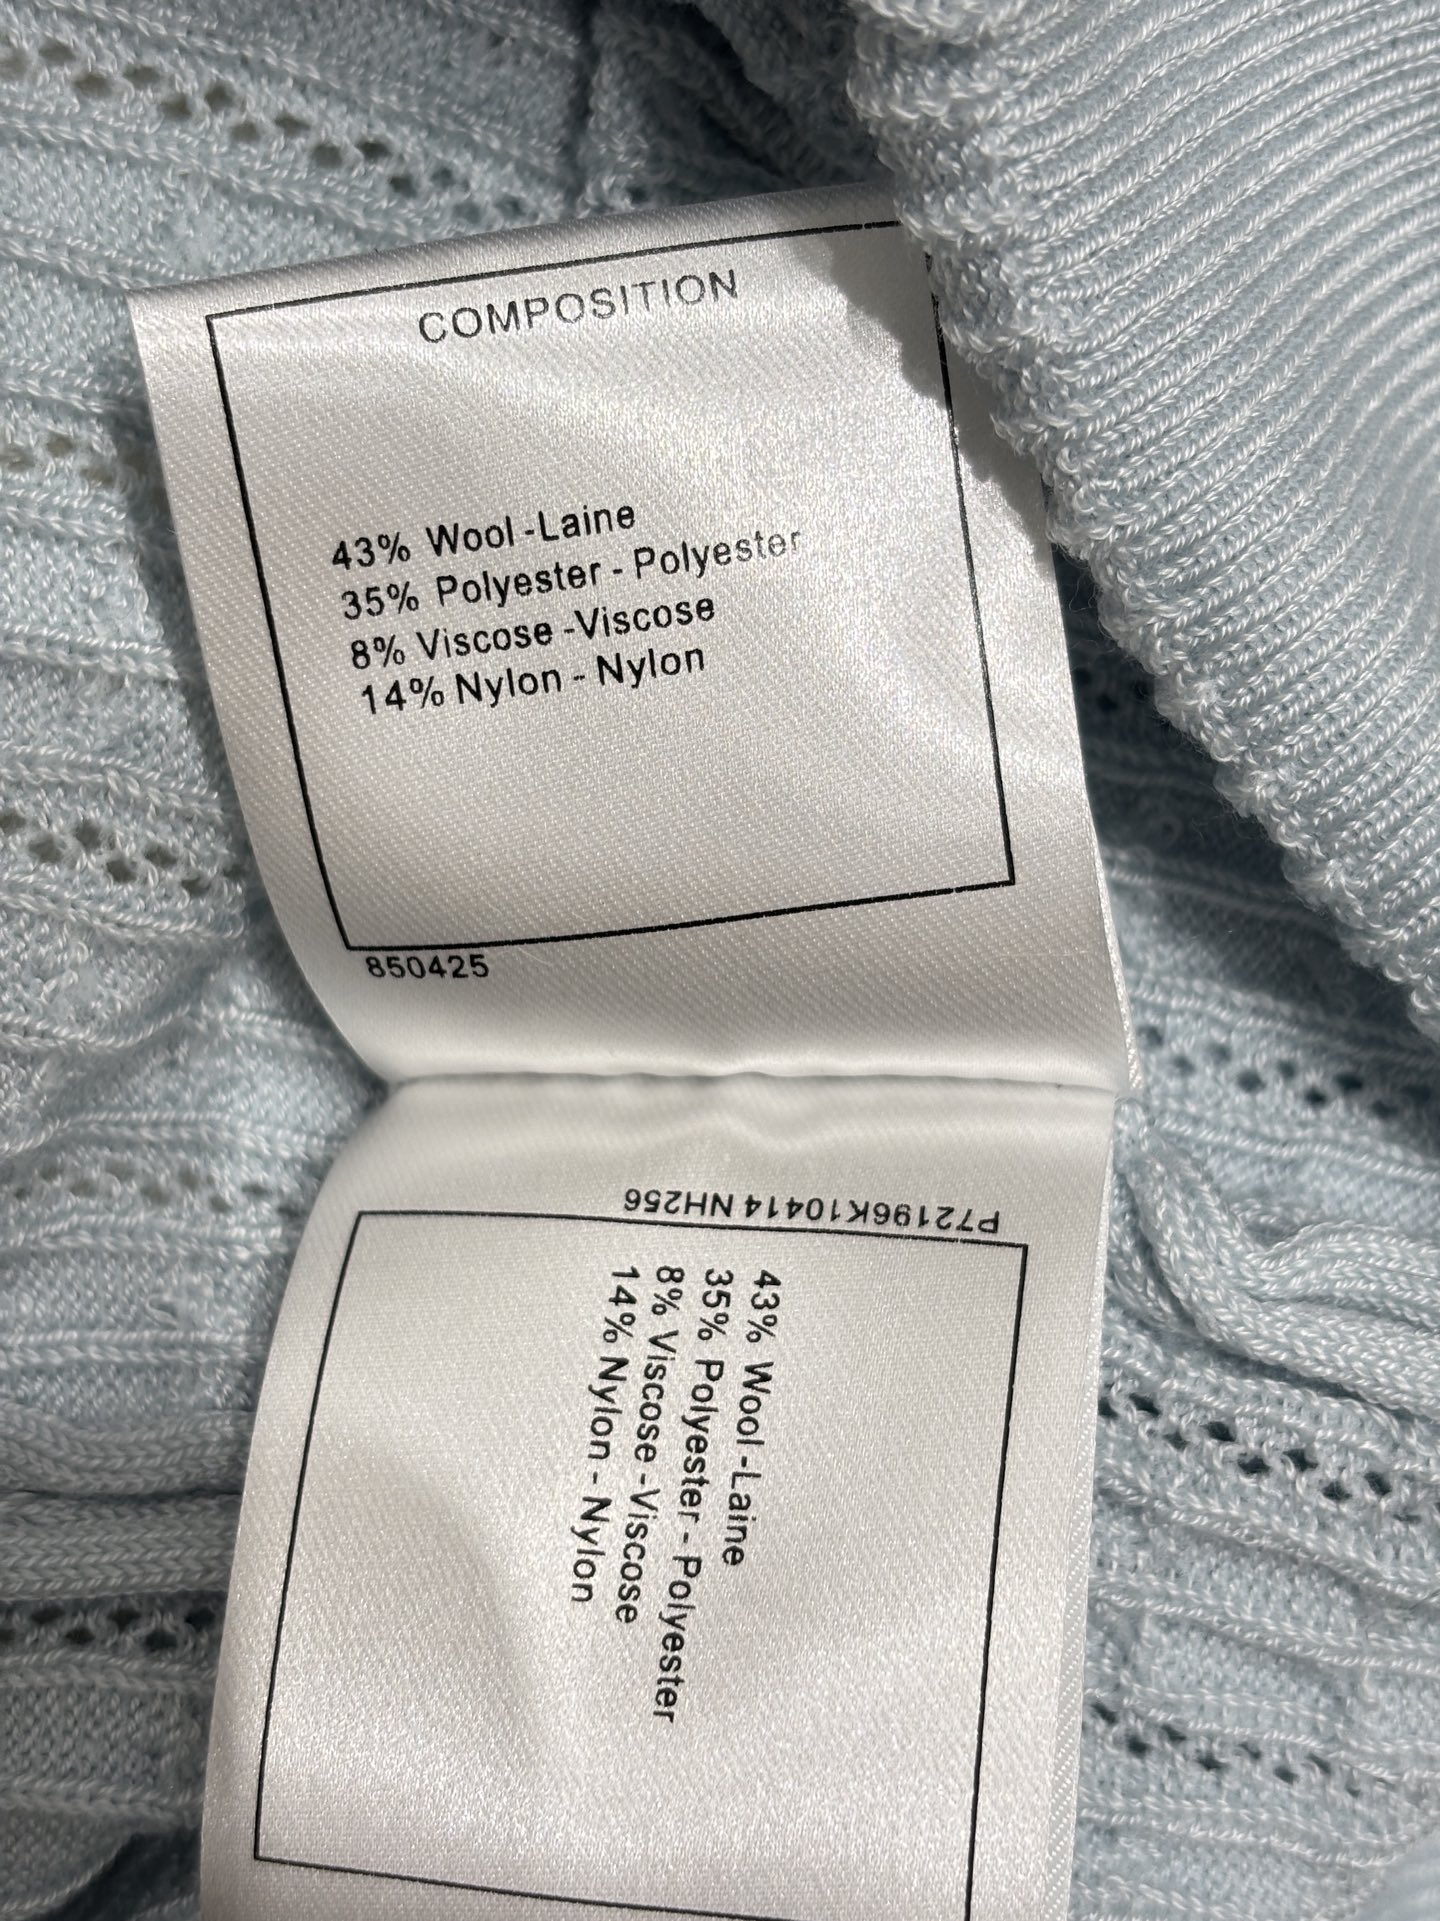 COMPOSITION
43% Wool -Laine
35% Polyester - Polyester
8% Viscose -Viscose
14% Nylon - Nylon
850425
P72196K10414 NH256
43% Wool -Laine
35% Polyester - Polyester
8% Viscose -Viscose
14% Nylon - Nylon